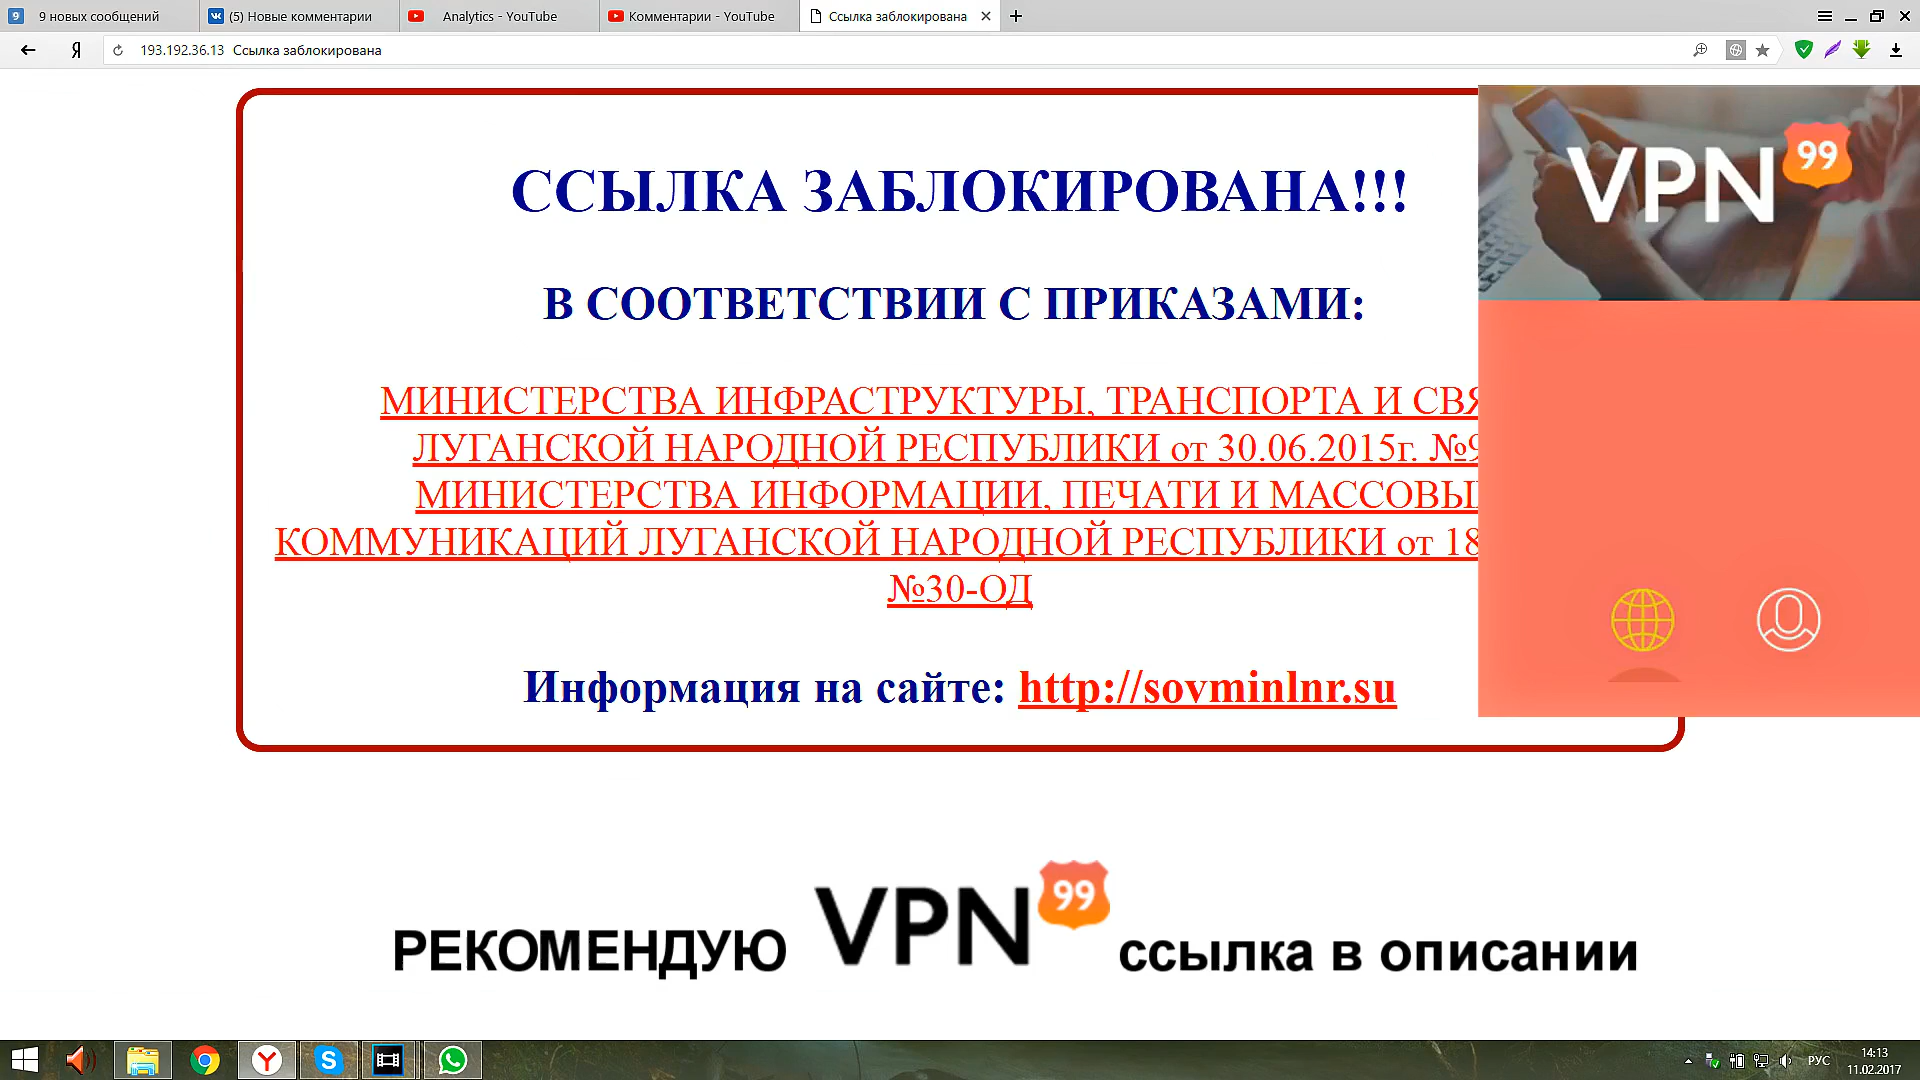 9 9 новых сообщений
(5) Новые комментарии
Analytics - YouTube
Комментарии - YouTube
Ссылка заблокирована
Я 193.192.36.13 Ссылка заблокирована
ССЫЛКА ЗАБЛОКИРОВАНА!!!
В СООТВЕТСТВИИ С ПРИКАЗАМИ:
МИНИСТЕРСТВА ИНФРАСТРУКТУРЫ, ТРАНСПОРТА И
ЛУГАНСКОЙ НАРОДНОЙ РЕСПУБЛИКИ от 30.06.2015г.
МИНИСТЕРСТВА ИНФОРМАЦИИ, ПЕЧАТИ И
КОММУНИКАЦИЙ ЛУГАНСКОЙ НАРОДНОЙ РЕСПУБЛИКИ от 18
№30-ОД
Информация на сайте: http://sovminlnr.su
VPN 99
РЕКОМЕНДУЮ VPN 99 ссылка в описании
РУС
14:13
11.02.2017